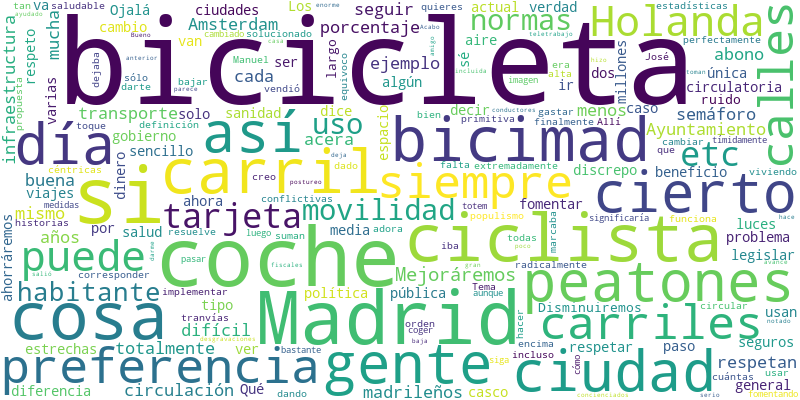 bicicleta
tan
saludable
Ojalá
ciudades
Los
enorme
quieres
actual
verdad
estadísticas
ayudado
va
cambio
Amsterdam
seguir
normas
Holanda
Bueno
mucha
cambiado
solucionado
porcentaje
teletrabajo
Acabo
casa
respeto
van
largo
aire
perfectamente
anterior
equívoco
ejemplo
sé
abono
José
era
infraestructura
sólo
Manuel
ser
algún
dos
imagen
alta
única
calles
dejaba
cada
incluida
hizo
toman
amigo
propuesta
bajar
darte
vendió
ir
millones
circulatoria
varias
parece
conductores
ruido
transporte
solo
sanidad
bien
decir
primitiva
menos
caso
semáforo
toque
dice
finalmente
Allí
timidamente
día
así
uso
bicimad
Ayuntamiento
que
gobierno
definición
acera
espacio
gastar
etc
céntricas
sencillo
falta
extremadamente
cambiar
viviendo
buena
dinero
si
carril
siempre
discrepo
beneficio
viajes
creo
dado
cierto
fomentar
deja
conflictivas
postureo
mismo
ahora
tarjeta
movilidad
totem
populismo
significaría
funciona
historias
medidas
por
ciclista
luces
hace
años
salud
resuelve
luego
suman
media
adora
todas
poco
marcaba
problema
ahorráremos
puede
coche
iba
radicalmente
legislar
darme
pasar
fiscales
Mejoráremos
peatones
corresponder
gran
avance
salió
implementar
Tema
habitante
tipo
política
pública
aunque
Disminuiremos
circular
usan
cosa
tranvías
Madrid
orden
hacer
carriles
notado
difícil
coger
desgravaciones
baja
seguros
estrechas
totalmente
ver
bastante
encima
respetar
paso
respetan
preferencia
gente
siga
incluso
ciudad
cómo
cuántas
usar
diferencia
circulación
Qué
dando
madrileños
casco
concienciados
serio
general
fomentando